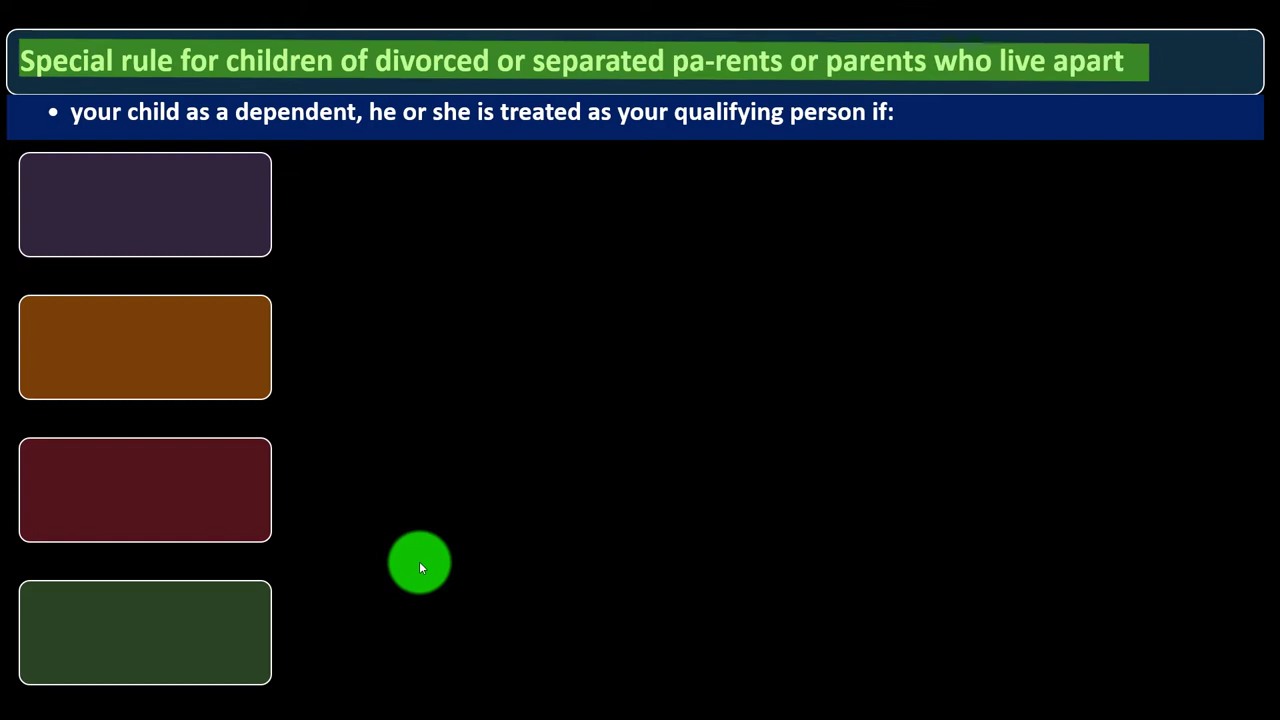 Special rule for children of divorced or separated pa-rents or parents who live apart
• your child as a dependent, he or she is treated as your qualifying person if: